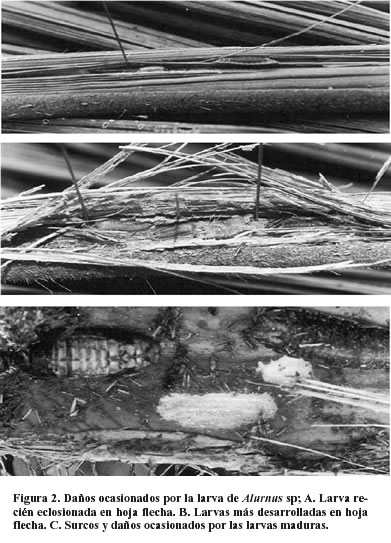 Figura 2. Daños ocasionados por la larva de Alurnus sp; A. Larva re-
cién eclosionada en hoja flecha. B. Larvas más desarrolladas en hoja
flecha. C. Surcos y daños ocasionados por las larvas maduras.